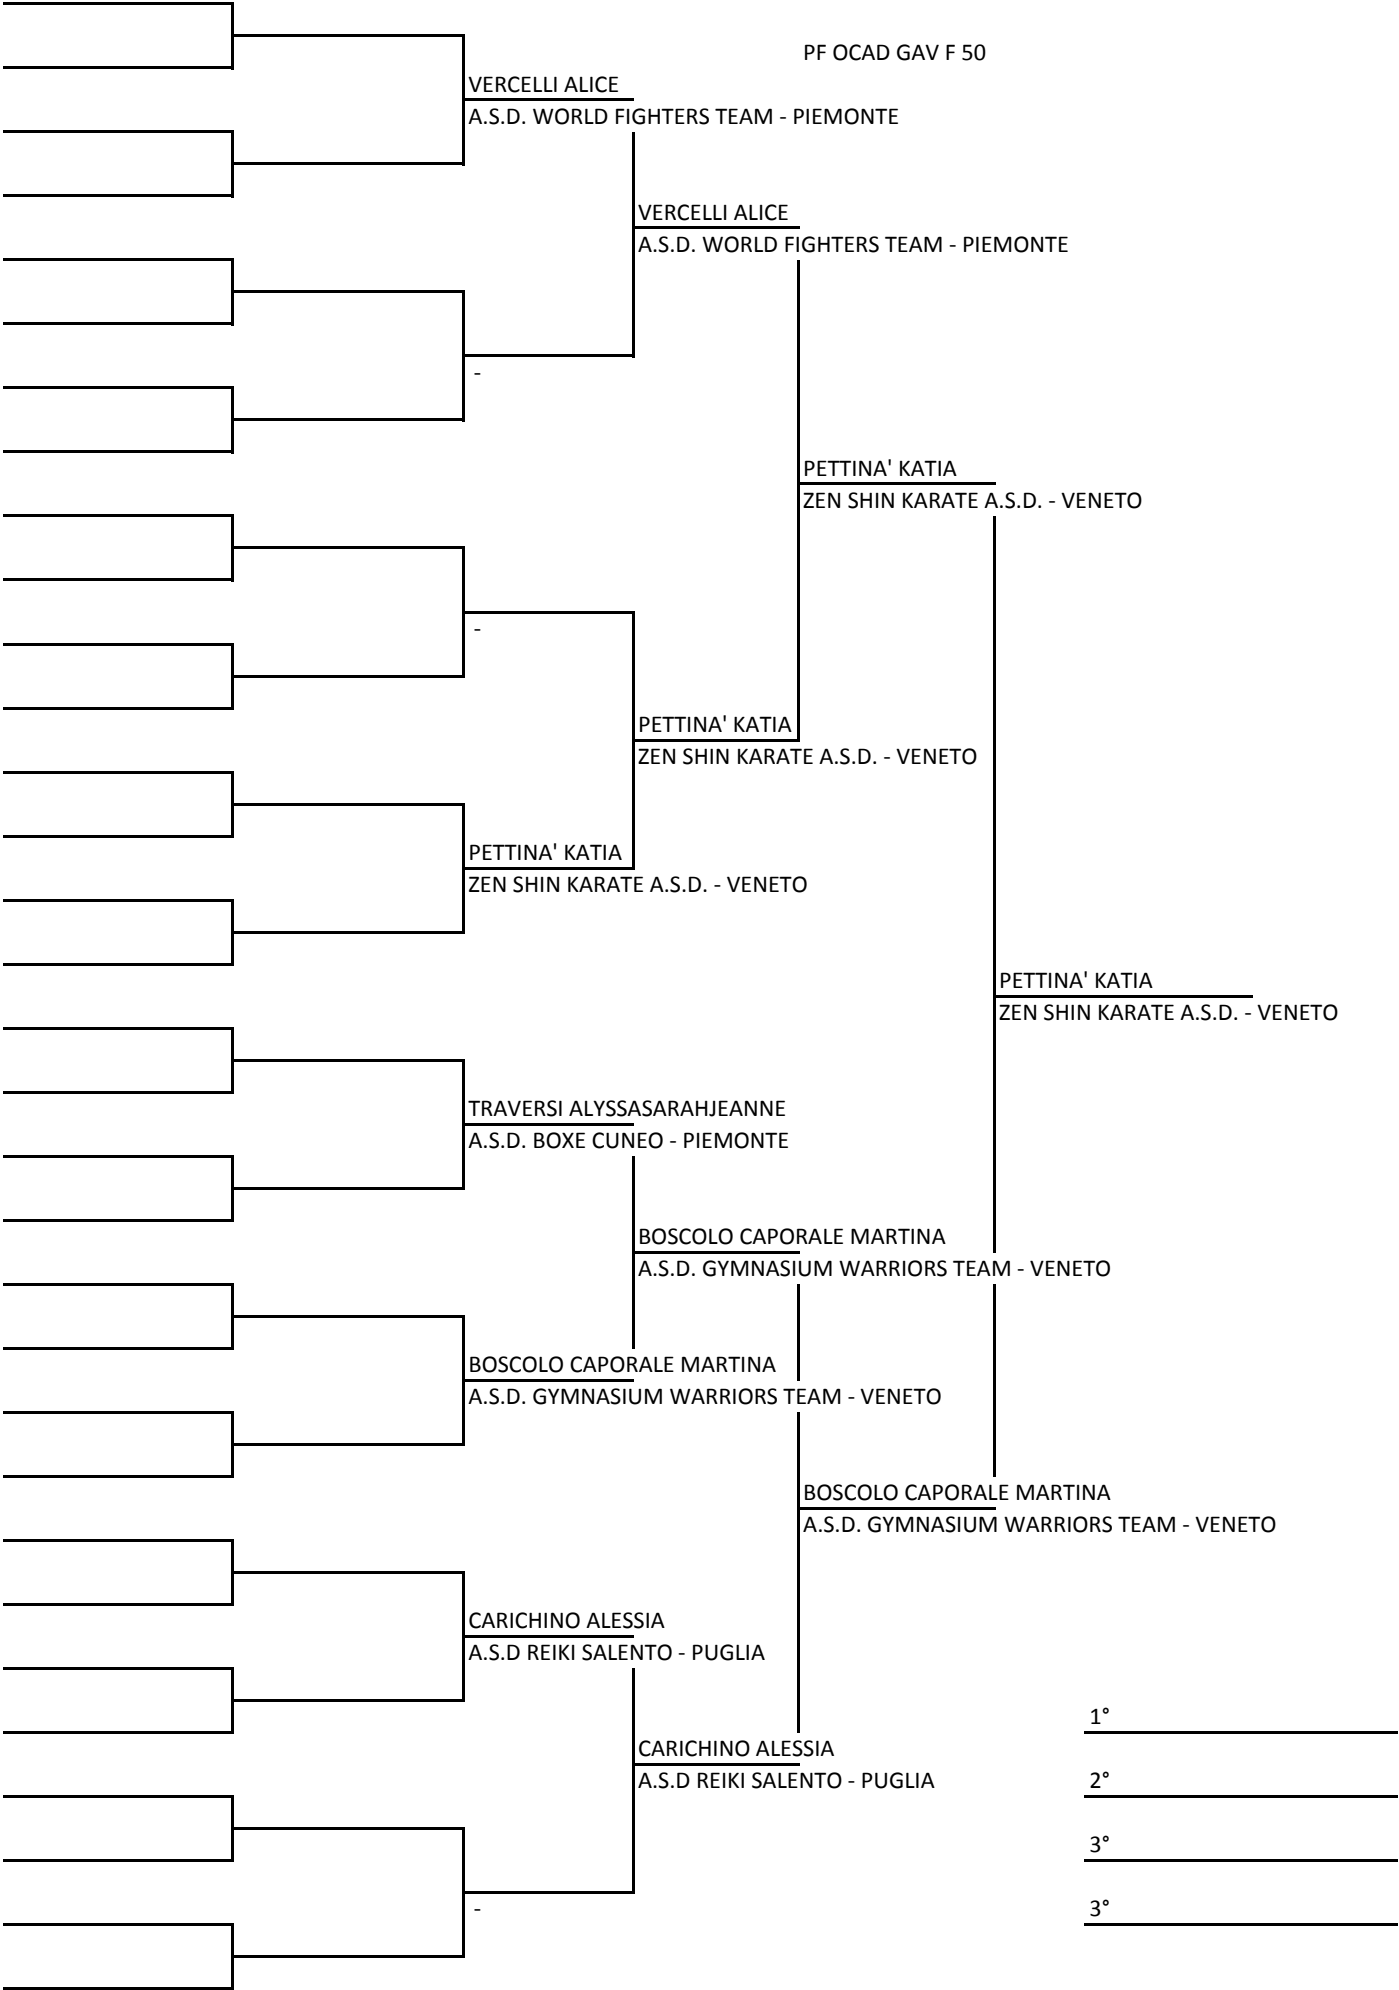 PF OCAD GAV F 50
VERCELLI ALICE
A.S.D. WORLD FIGHTERS TEAM - PIEMONTE
VERCELLI ALICE
A.S.D. WORLD FIGHTERS TEAM - PIEMONTE
-
PETTINA' KATIA
ZEN SHIN KARATE A.S.D. - VENETO
-
PETTINA' KATIA
ZEN SHIN KARATE A.S.D. - VENETO
PETTINA' KATIA
ZEN SHIN KARATE A.S.D. - VENETO
PETTINA' KATIA
ZEN SHIN KARATE A.S.D. - VENETO
TRAVERSI ALYSSASARAHJEANNE
A.S.D. BOXE CUNEO - PIEMONTE
BOSCOLO CAPORALE MARTINA
A.S.D. GYMNASIUM WARRIORS TEAM - VENETO
BOSCOLO CAPORALE MARTINA
A.S.D. GYMNASIUM WARRIORS TEAM - VENETO
BOSCOLO CAPORALE MARTINA
A.S.D. GYMNASIUM WARRIORS TEAM - VENETO
CARICHINO ALESSIA
A.S.D REIKI SALENTO - PUGLIA
1°
CARICHINO ALESSIA
A.S.D REIKI SALENTO - PUGLIA
2°
3°
-
3°